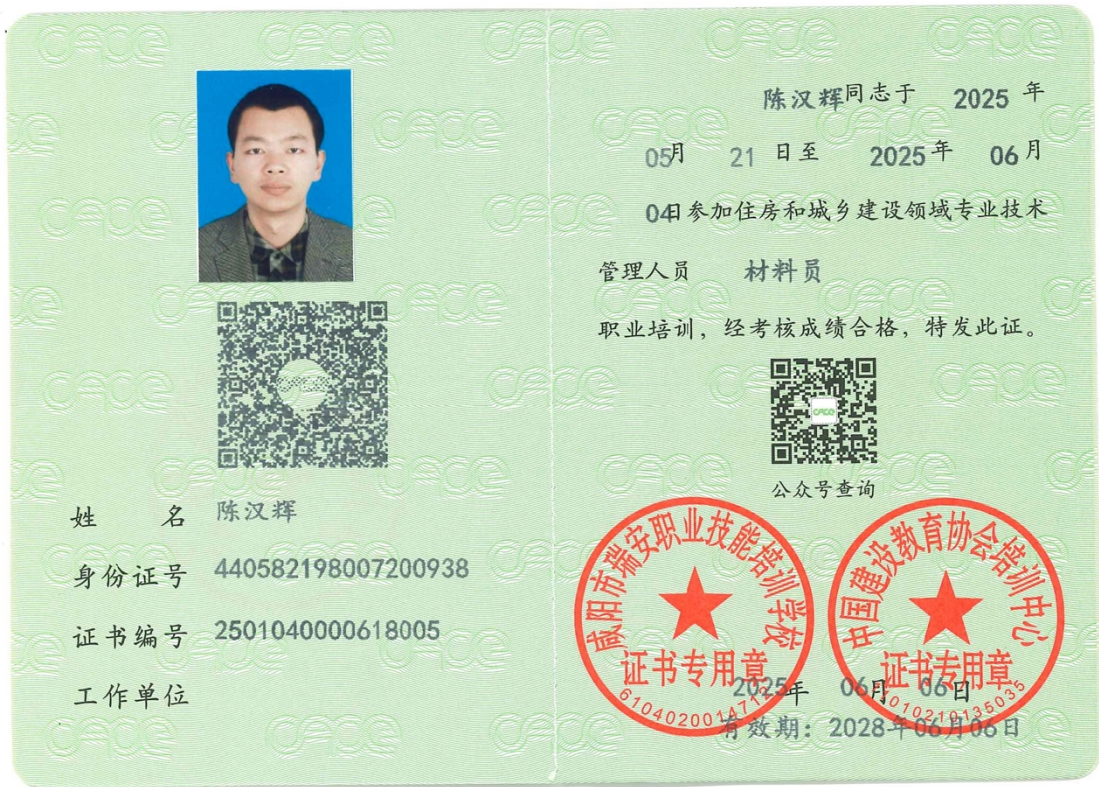 姓 名 陈汉辉
身份证号 440582198007200938
证书编号 2501040000618005
工作单位
陈汉辉同志于 2025 年
05月 21 日至 2025年 06月
04日参加住房和城乡建设领域专业技术
管理人员 材料员
职业培训，经考核成绩合格，特发此证。
cace
公众号查询
咸阳市瑞安职业技能培训学校
证书专用章
6104020014712
中国建设教育协会培训中心
证书专用章
1010210135035
2025年 06月 06日
有效期：2028年06月06日